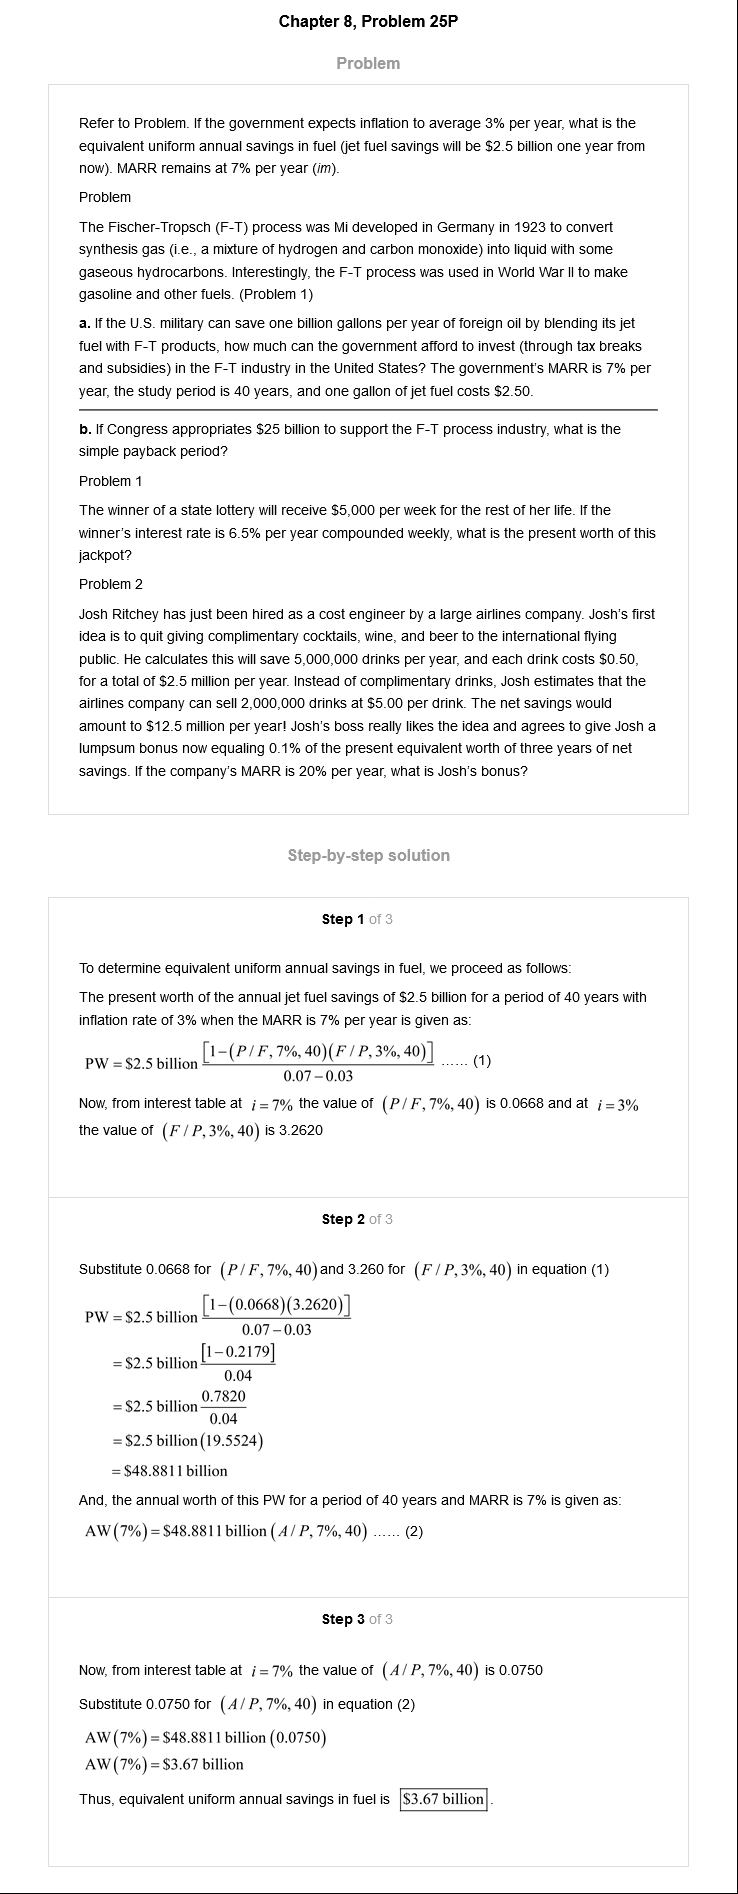 Chapter 8, Problem 25P
Problem
Refer to Problem. If the government expects inflation to average 3% per year, what is the
equivalent uniform annual savings in fuel (jet fuel savings will be $2.5 billion one year from
now). MARR remains at 7% per year (im).
Problem
The Fischer-Tropsch (F-T) process was Mi developed in Germany in 1923 to convert
synthesis gas (i.e., a mixture of hydrogen and carbon monoxide) into liquid with some
gaseous hydrocarbons. Interestingly, the F-T process was used in World War II to make
gasoline and other fuels. (Problem 1)
a. If the U.S. military can save one billion gallons per year of foreign oil by blending its jet
fuel with F-T products, how much can the government afford to invest (through tax breaks
and subsidies) in the F-T industry in the United States? The government's MARR is 7% per
year, the study period is 40 years, and one gallon of jet fuel costs $2.50.
b. If Congress appropriates $25 billion to support the F-T process industry, what is the
simple payback period?
Problem 1
The winner of a state lottery will receive $5,000 per week for the rest of her life. If the
winner's interest rate is 6.5% per year compounded weekly, what is the present worth of this
jackpot?
Problem 2
Josh Ritchey has just been hired as a cost engineer by a large airlines company. Josh's first
idea is to quit giving complimentary cocktails, wine, and beer to the international flying
public. He calculates this will save 5,000,000 drinks per year, and each drink costs $0.50,
for a total of $2.5 million per year. Instead of complimentary drinks, Josh estimates that the
airlines company can sell 2,000,000 drinks at $5.00 per drink. The net savings would
amount to $12.5 million per year! Josh's boss really likes the idea and agrees to give Josh a
lumpsum bonus now equaling 0.1% of the present equivalent worth of three years of net
savings. If the company's MARR is 20% per year, what is Josh's bonus?
Step-by-step solution
Step 1 of 3
To determine equivalent uniform annual savings in fuel, we proceed as follows:
The present worth of the annual jet fuel savings of $2.5 billion for a period of 40 years with
inflation rate of 3% when the MARR is 7% per year is given as:
PW = $2.5 billion [1−(P/F, 7%, 40)(F/P, 3%, 40)] / 0.07 − 0.03 ...... (1)
Now, from interest table at i = 7% the value of (P/F, 7%, 40) is 0.0668 and at i = 3%
the value of (F/P, 3%, 40) is 3.2620
Step 2 of 3
Substitute 0.0668 for (P/F, 7%, 40) and 3.260 for (F/P, 3%, 40) in equation (1)
PW = $2.5 billion [1−(0.0668)(3.2620)] / 0.07 − 0.03
= $2.5 billion [1−0.2179] / 0.04
= $2.5 billion 0.7820 / 0.04
= $2.5 billion (19.5524)
= $48.8811 billion
And, the annual worth of this PW for a period of 40 years and MARR is 7% is given as:
AW(7%) = $48.8811 billion (A/P, 7%, 40) ...... (2)
Step 3 of 3
Now, from interest table at i = 7% the value of (A/P, 7%, 40) is 0.0750
Substitute 0.0750 for (A/P, 7%, 40) in equation (2)
AW(7%) = $48.8811 billion (0.0750)
AW(7%) = $3.67 billion
Thus, equivalent uniform annual savings in fuel is $3.67 billion.